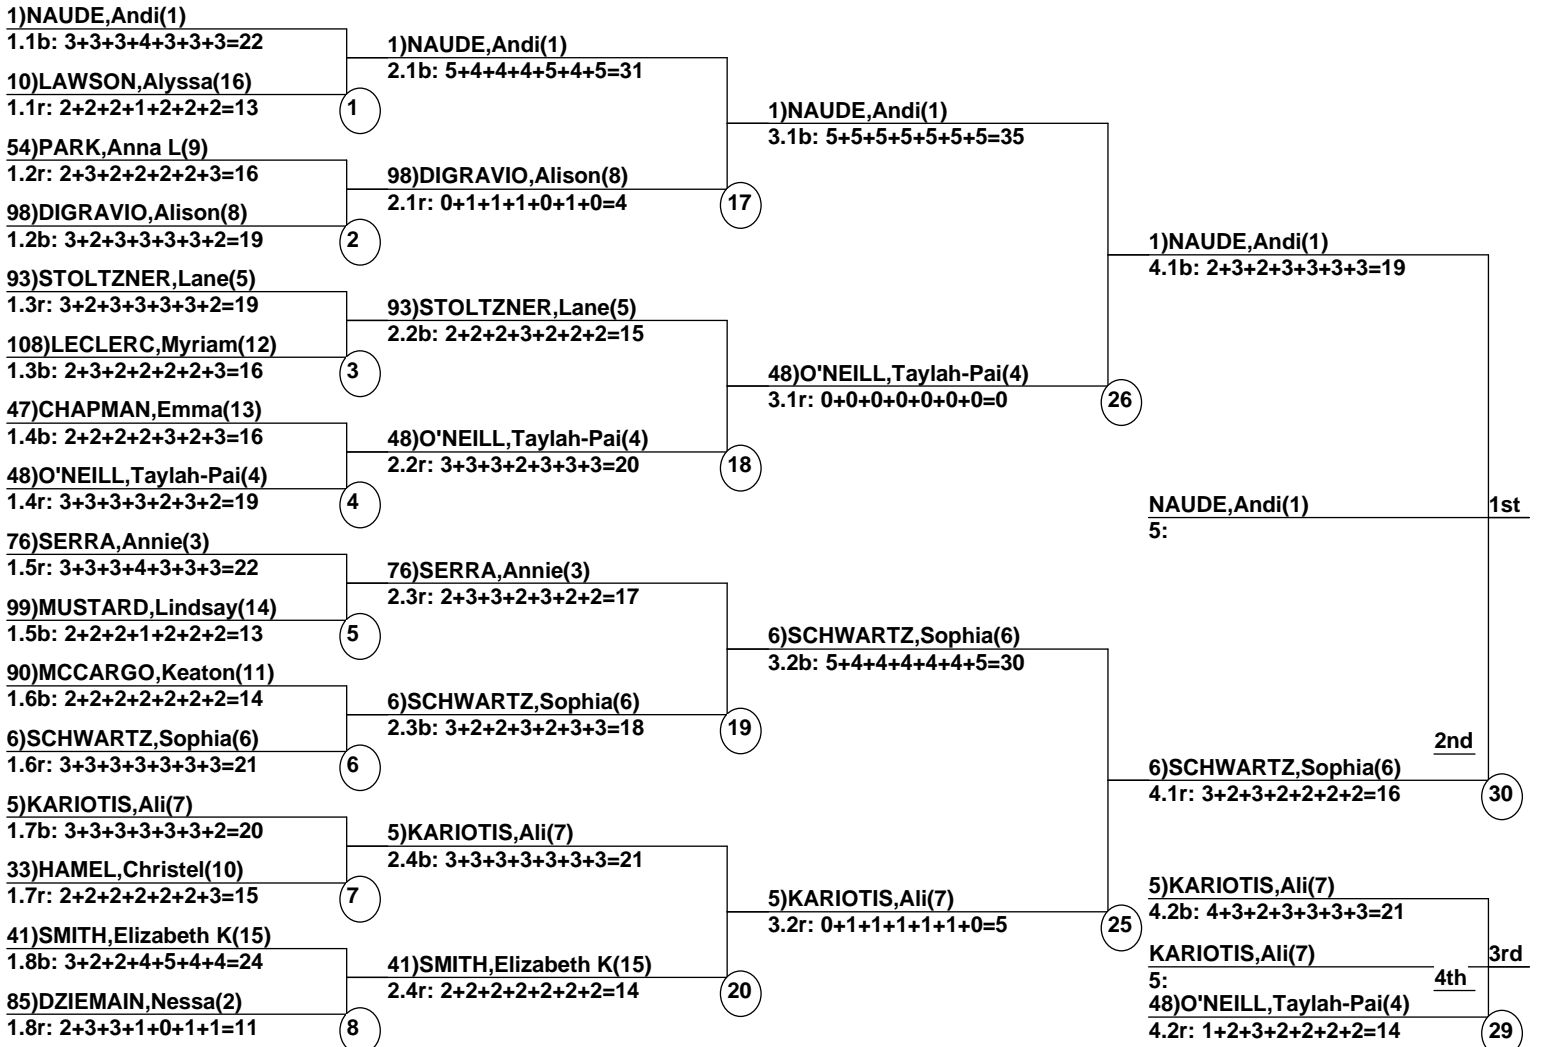 1)NAUDE,Andi(1)
1.1b: 3+3+3+4+3+3+3=22
10)LAWSON,Alyssa(16)
1.1r: 2+2+2+1+2+2+2=13
1
54)PARK,Anna L(9)
1.2r: 2+3+2+2+2+2+3=16
98)DIGRAVIO,Alison(8)
1.2b: 3+2+3+3+3+3+2=19
2
93)STOLTZNER,Lane(5)
1.3r: 3+2+3+3+3+3+2=19
108)LECLERC,Myriam(12)
1.3b: 2+3+2+2+2+2+3=16
3
47)CHAPMAN,Emma(13)
1.4b: 2+2+2+2+3+2+3=16
48)O'NEILL,Taylah-Pai(4)
1.4r: 3+3+3+3+2+3+2=19
4
76)SERRA,Annie(3)
1.5r: 3+3+3+4+3+3+3=22
99)MUSTARD,Lindsay(14)
1.5b: 2+2+2+1+2+2+2=13
5
90)MCCARGO,Keaton(11)
1.6b: 2+2+2+2+2+2+2=14
6)SCHWARTZ,Sophia(6)
1.6r: 3+3+3+3+3+3+3=21
6
5)KARIOTIS,Ali(7)
1.7b: 3+3+3+3+3+3+2=20
33)HAMEL,Christel(10)
1.7r: 2+2+2+2+2+2+3=15
7
41)SMITH,Elizabeth K(15)
1.8b: 3+2+2+4+5+4+4=24
85)DZIEMAIN,Nessa(2)
1.8r: 2+3+3+1+0+1+1=11
8
1)NAUDE,Andi(1)
2.1b: 5+4+4+4+5+4+5=31
98)DIGRAVIO,Alison(8)
2.1r: 0+1+1+1+0+1+0=4
17
93)STOLTZNER,Lane(5)
2.2b: 2+2+2+3+2+2+2=15
48)O'NEILL,Taylah-Pai(4)
2.2r: 3+3+3+2+3+3+3=20
18
76)SERRA,Annie(3)
2.3r: 2+3+3+2+3+2+2=17
6)SCHWARTZ,Sophia(6)
2.3b: 3+2+2+3+2+3+3=18
19
5)KARIOTIS,Ali(7)
2.4b: 3+3+3+3+3+3+3=21
41)SMITH,Elizabeth K(15)
2.4r: 2+2+2+2+2+2+2=14
20
1)NAUDE,Andi(1)
3.1b: 5+5+5+5+5+5+5=35
48)O'NEILL,Taylah-Pai(4)
3.1r: 0+0+0+0+0+0+0=0
26
6)SCHWARTZ,Sophia(6)
3.2b: 5+4+4+4+4+4+5=30
5)KARIOTIS,Ali(7)
3.2r: 0+1+1+1+1+1+0=5
25
1)NAUDE,Andi(1)
4.1b: 2+3+2+3+3+3+3=19
NAUDE,Andi(1) 1st
5:
2nd
6)SCHWARTZ,Sophia(6)
4.1r: 3+2+3+2+2+2+2=16
30
5)KARIOTIS,Ali(7)
4.2b: 4+3+2+3+3+3+3=21
KARIOTIS,Ali(7) 3rd
5: 4th
48)O'NEILL,Taylah-Pai(4)
4.2r: 1+2+3+2+2+2+2=14
29